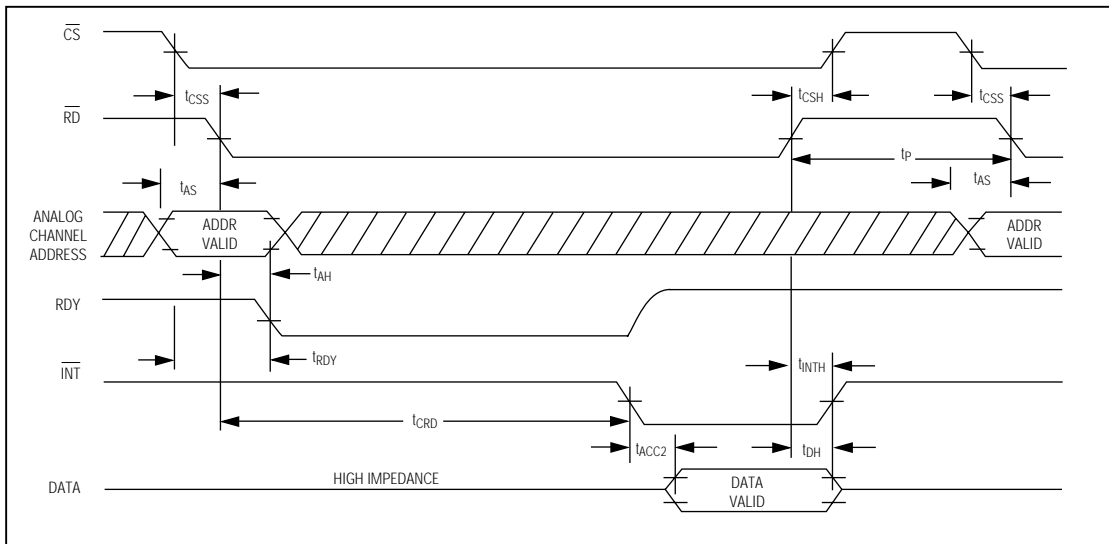 CS
tCSS
tCSH
tCSS
RD
tP
tAS
tAS
ANALOG
CHANNEL
ADDRESS
ADDR
VALID
ADDR
VALID
tAH
RDY
tRDY
tINTH
INT
tCRD
tACC2
tDH
HIGH IMPEDANCE
DATA
DATA
VALID